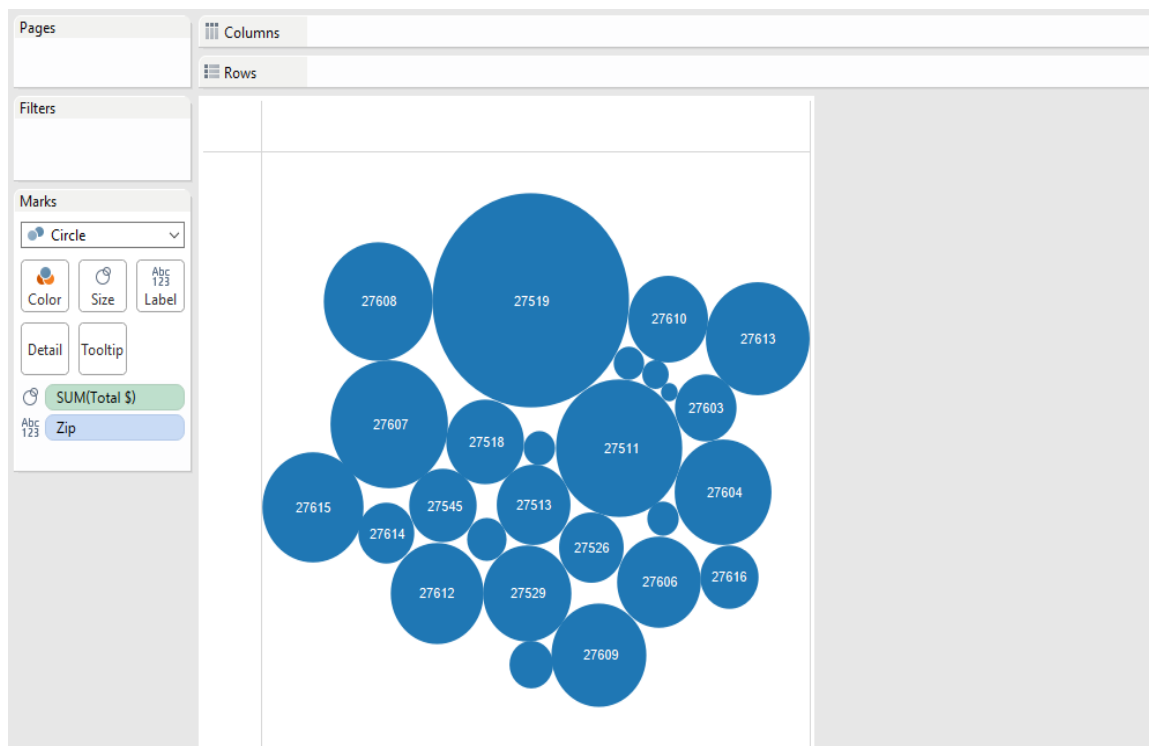 Pages
Columns
Rows
Filters
Marks
Circle
Color
Size
Abc
123
Label
Detail
Tooltip
SUM(Total $)
Abc
123
Zip
27519
27608
27610
27613
27603
27607
27518
27511
27604
27615
27545
27513
27614
27526
27606
27616
27612
27529
27609